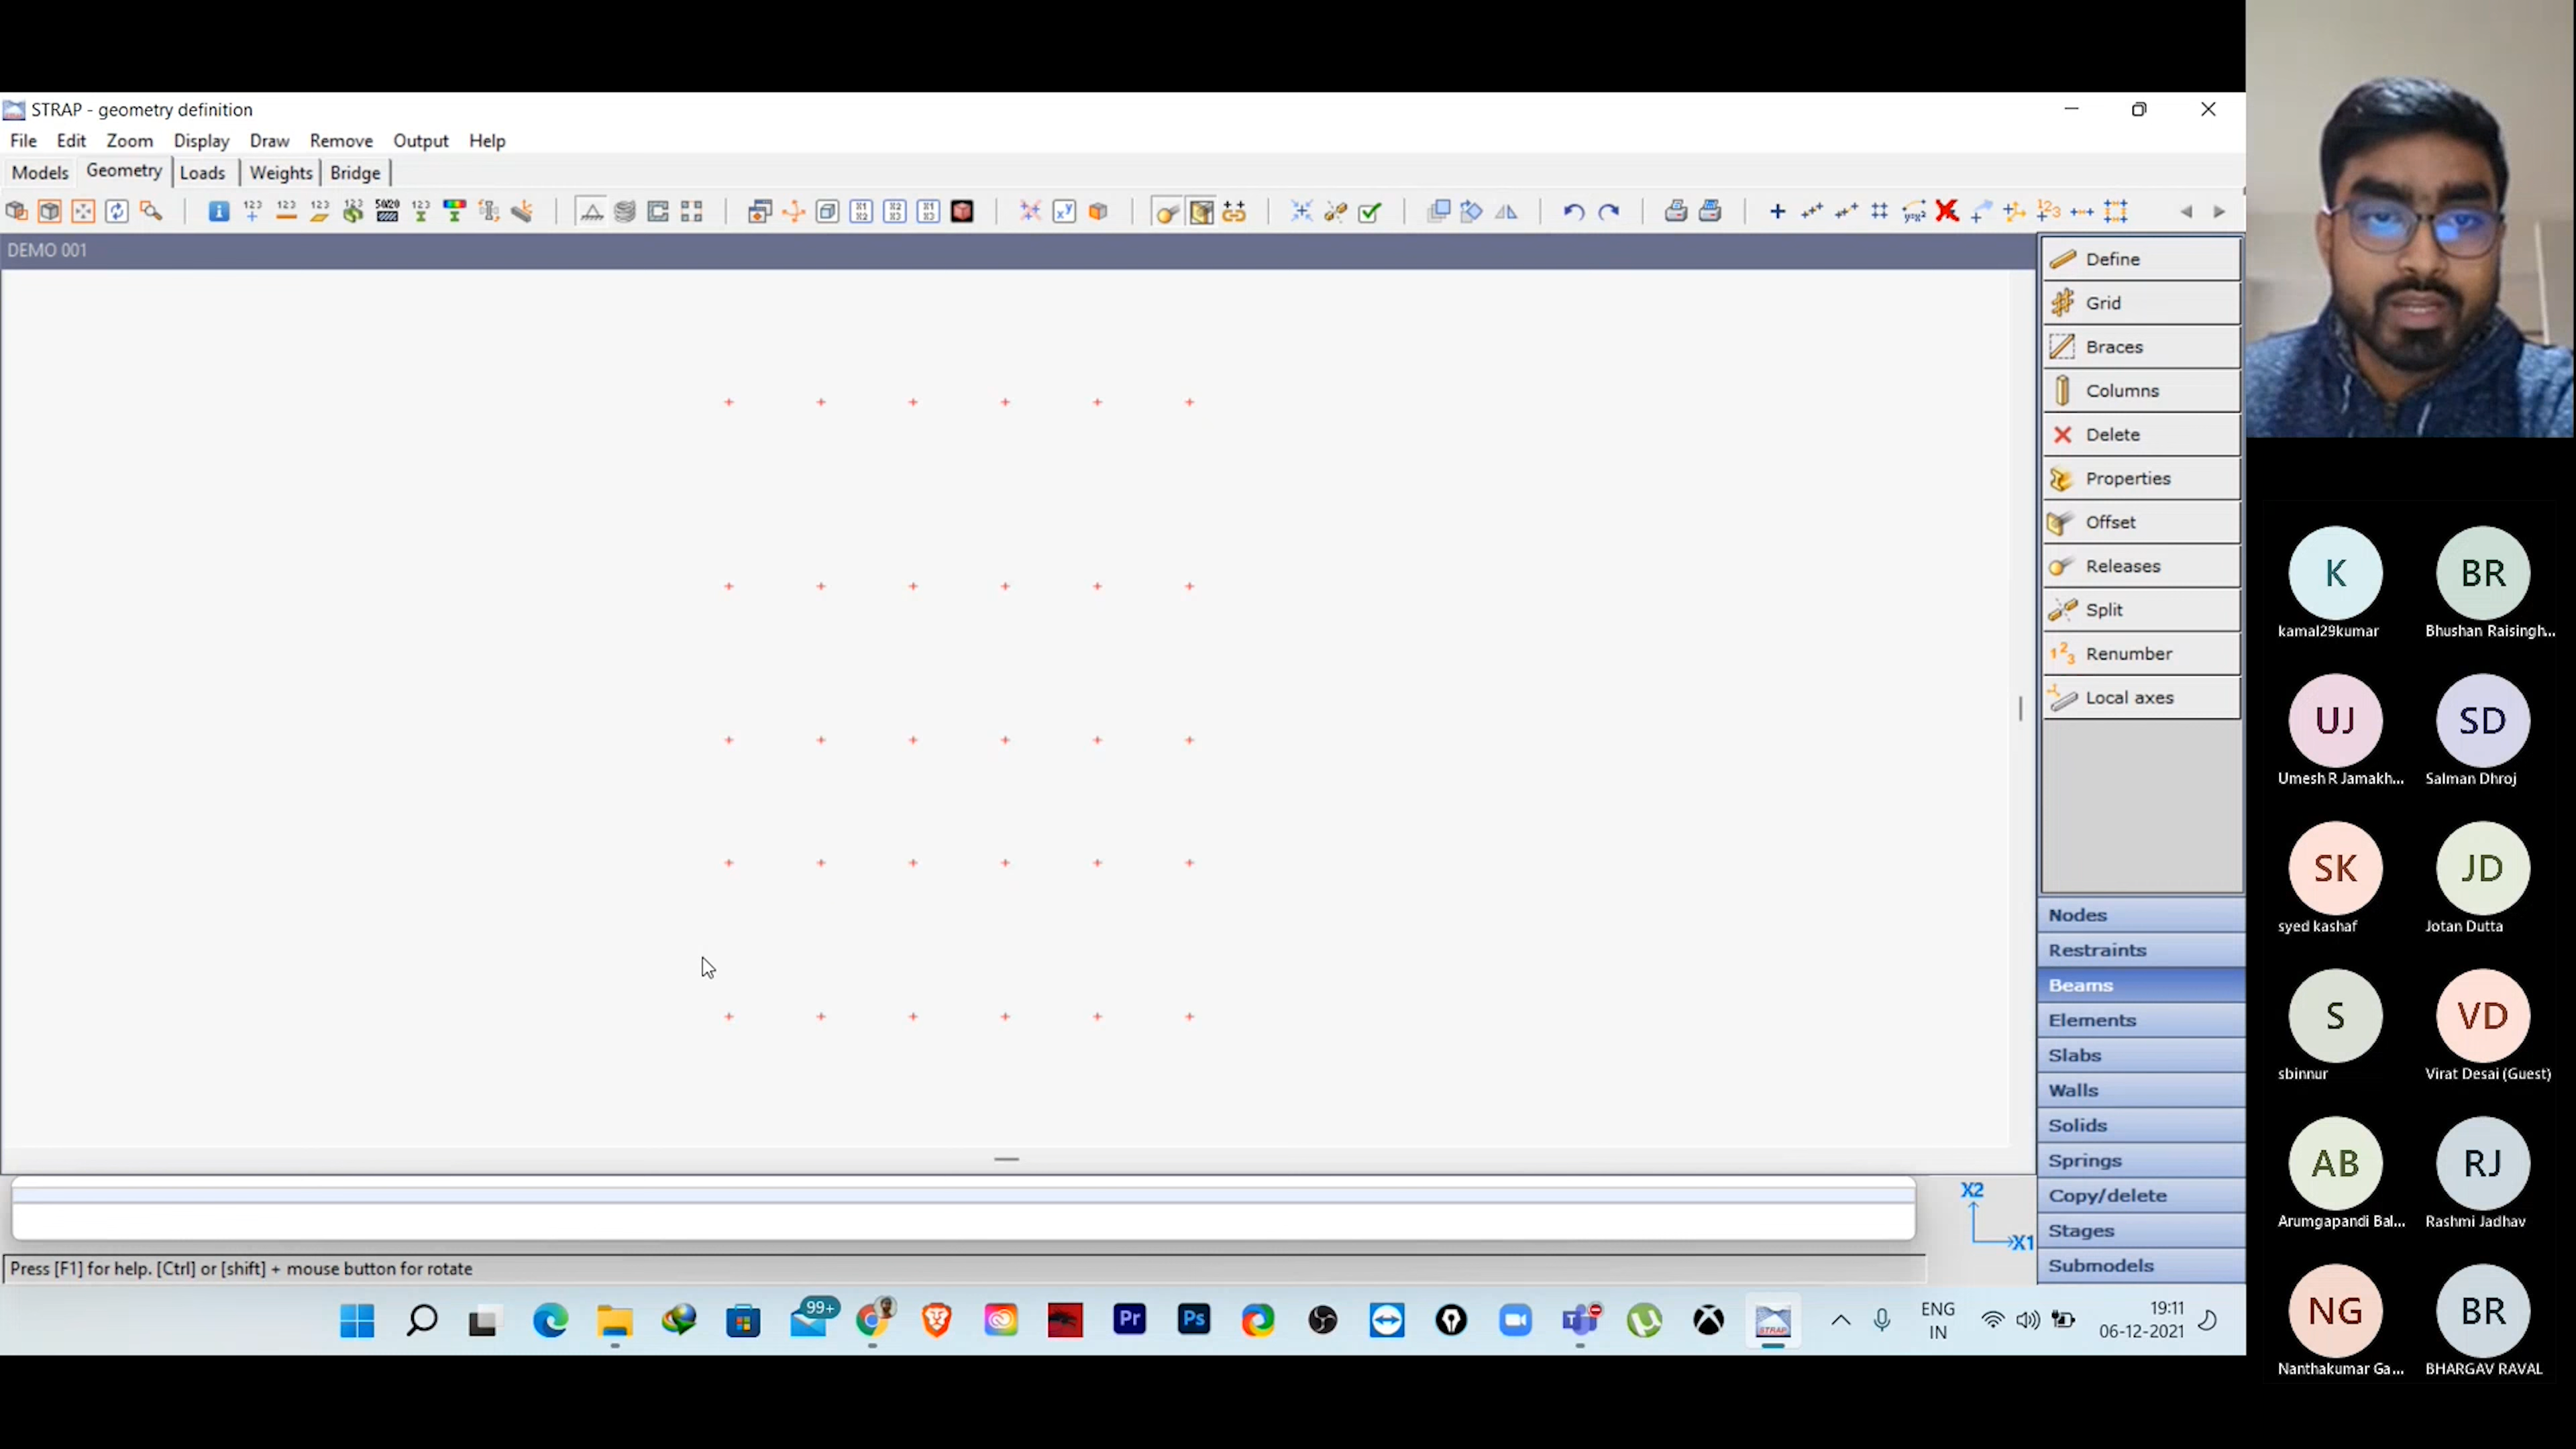 STRAP - geometry definition
File Edit Zoom Display Draw Remove Output Help
Models Geometry Loads Weights Bridge
DEMO 001
Define
Grid
Braces
Columns
Delete
Properties
Offset
Releases
Split
Renumber
Local axes
Nodes
Restraints
Beams
Elements
Slabs
Walls
Solids
Springs
Copy/delete
Stages
Submodels
X2
X1
Press [F1] for help. [Ctrl] or [shift] + mouse button for rotate
99+
Pr
Ps
STRAP
ENG
IN
19:11
06-12-2021
K BR
kamal29kumar Bhushan Raisingh...
UJ SD
Umesh R Jamakh... Salman Dhroj
SK JD
syed kashaf Jotan Dutta
S VD
sbinnur Virat Desai (Guest)
AB RJ
Arumgapandi Bal... Rashmi Jadhav
NG BR
Nanthakumar Ga... BHARGAV RAVAL